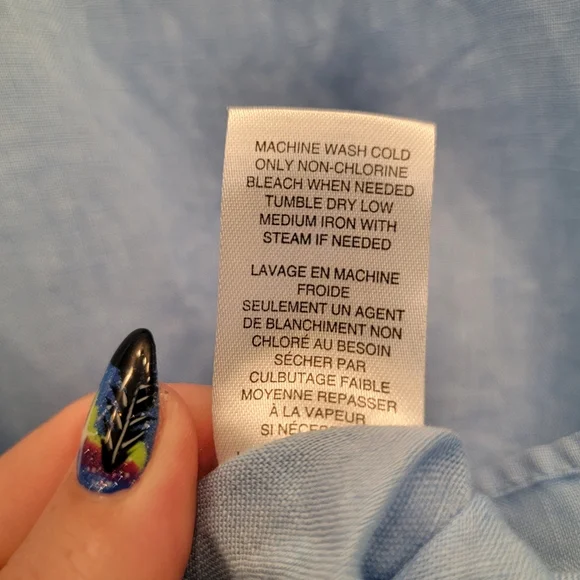 MACHINE WASH COLD
ONLY NON-CHLORINE
BLEACH WHEN NEEDED
TUMBLE DRY LOW
MEDIUM IRON WITH
STEAM IF NEEDED
LAVAGE EN MACHINE
FROIDE
SEULEMENT UN AGENT
DE BLANCHIMENT NON
CHLORÉ AU BESOIN
SÉCHER PAR
CULBUTAGE FAIBLE
MOYENNE REPASSER
À LA VAPEUR
SI